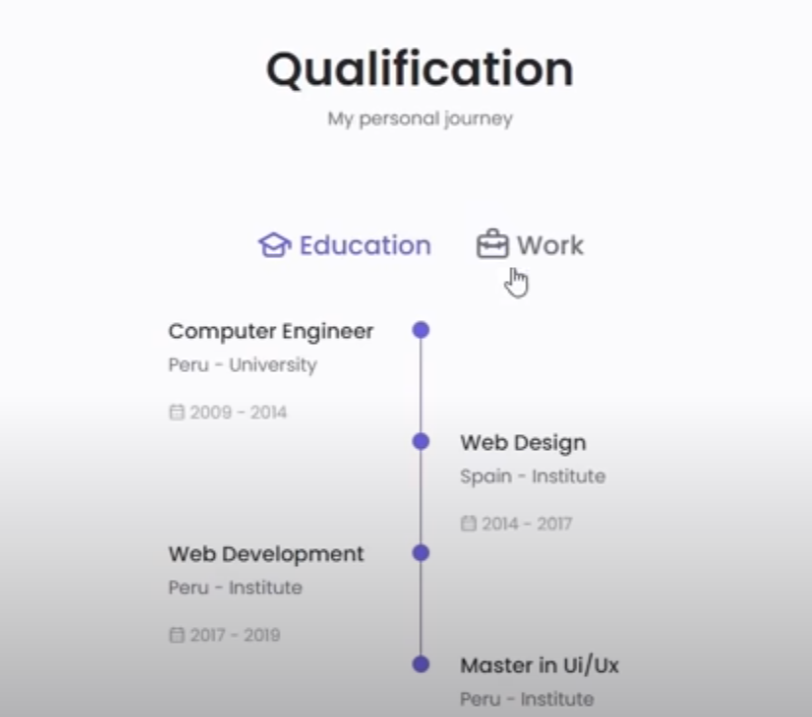 Qualification
My personal journey
Education
Work
Computer Engineer
Peru - University
2009 - 2014
Web Design
Spain - Institute
2014 - 2017
Web Development
Peru - Institute
2017 - 2019
Master in Ui/Ux
Peru - Institute